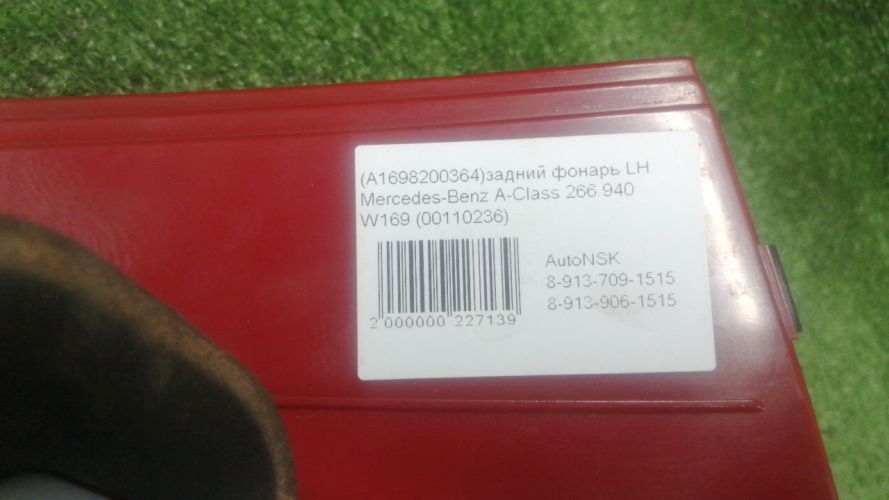 (A1698200364)задний фонарь LH
Mercedes-Benz A-Class 266.940
W169 (00110236)
AutoNSK
8-913-709-1515
8-913-906-1515
2 000000 227139